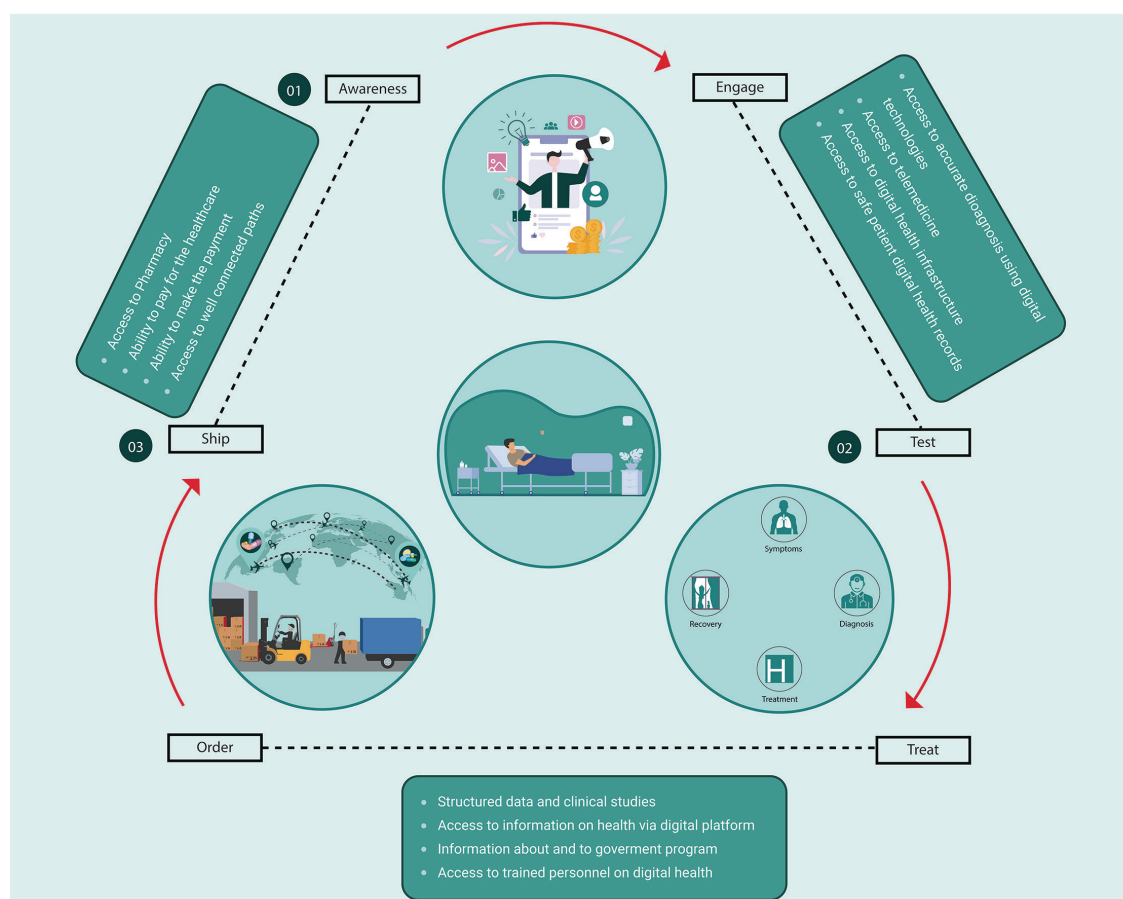 01
Awareness
Engage
• Access to Pharmacy
• Ability to pay for the healthcare
• Ability to make the payment
• Access to well connected paths
• Access to accurate dioagnosis using digital
technologies
• Access to telemedicine
• Access to digital health infrastructure
• Access to safe patient digital health records
03
Ship
02
Test
Symptoms
Recovery
Diagnosis
H
Treatment
Order
Treat
• Structured data and clinical studies
• Access to information on health via digital platform
• Information about and to goverment program
• Access to trained personnel on digital health